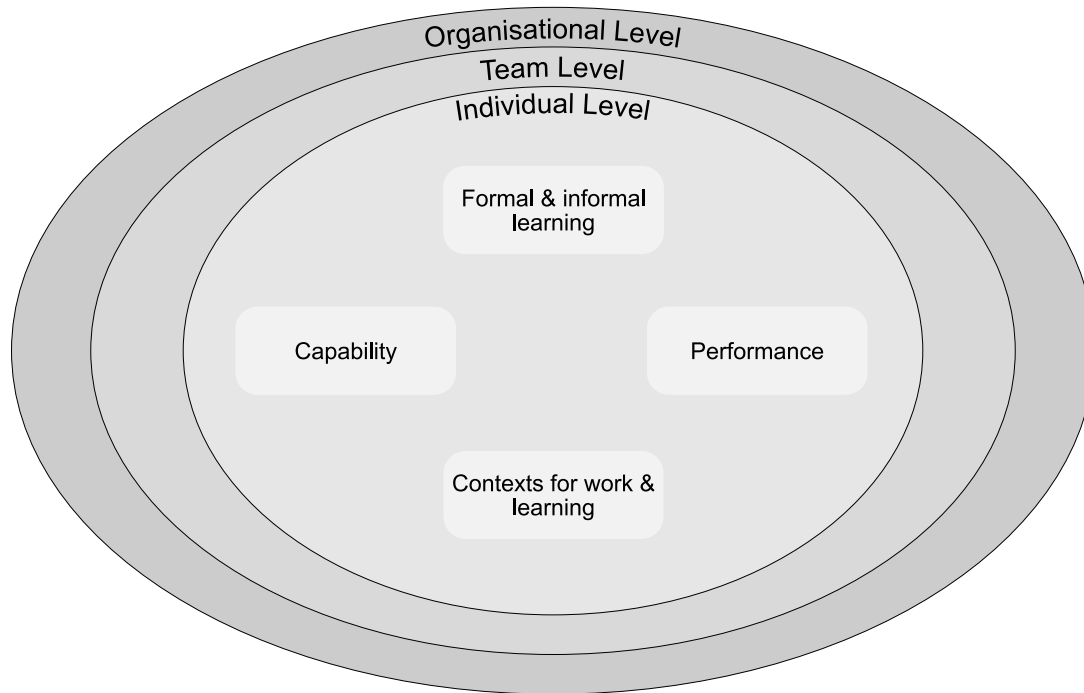 Organisational Level
Team Level
Individual Level
Formal & informal
learning
Capability
Performance
Contexts for work &
learning